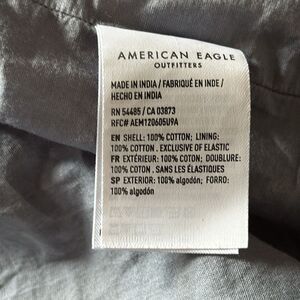 AMERICAN EAGLE
OUTFITTERS
MADE IN INDIA / FABRIQUÉ EN INDE /
HECHO EN INDIA
RN 54485 / CA 03873
RFC# AEM120605U9A
EN SHELL: 100% COTTON; LINING:
100% COTTON . EXCLUSIVE OF ELASTIC
FR EXTÉRIEUR: 100% COTON; DOUBLURE:
100% COTON . SANS LES ÉLASTIQUES
SP EXTERIOR: 100% algodón; FORRO:
100% algodón